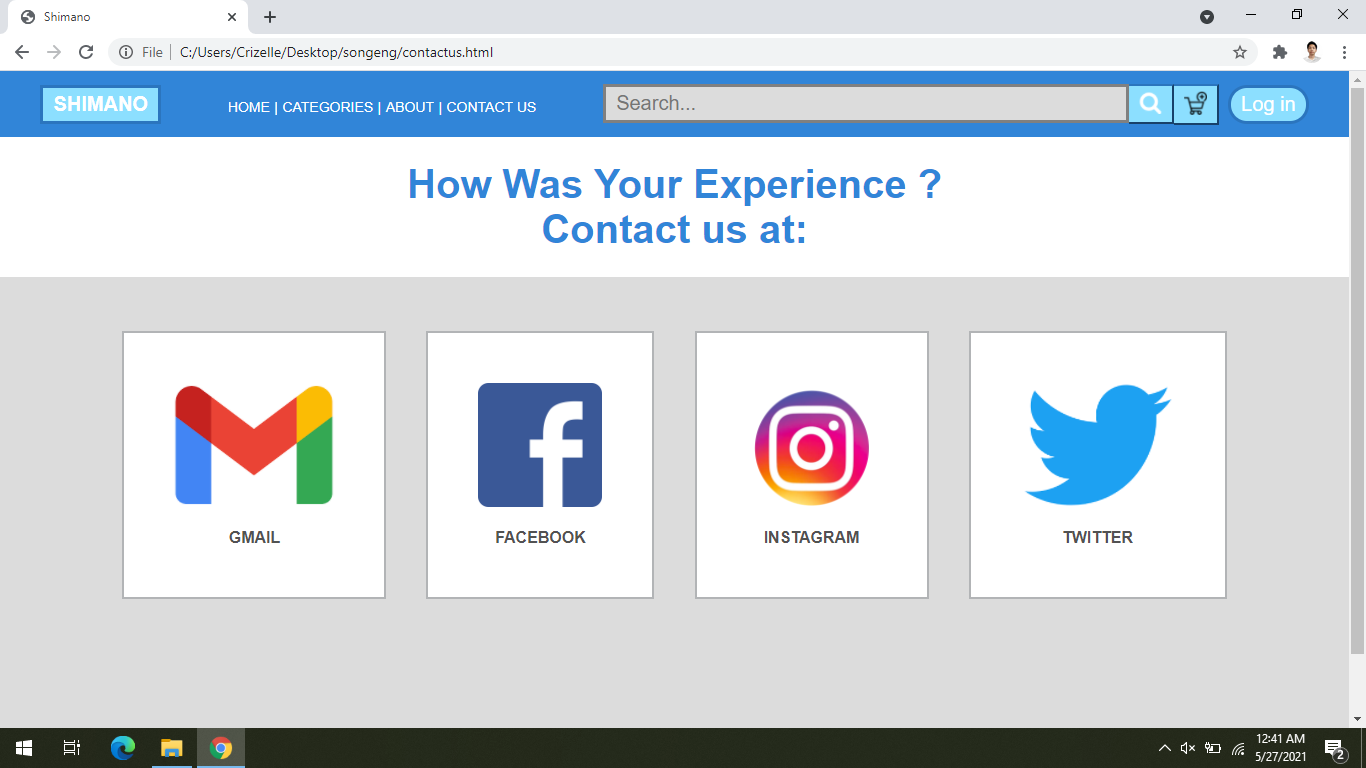 Shimano
File | C:/Users/Crizelle/Desktop/songeng/contactus.html
SHIMANO
HOME | CATEGORIES | ABOUT | CONTACT US
Search...
Log in
How Was Your Experience ?
Contact us at:
GMAIL
FACEBOOK
INSTAGRAM
TWITTER
12:41 AM
5/27/2021
2